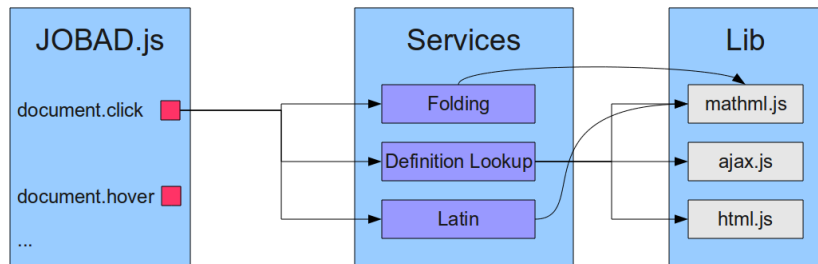 JOBAD.js
document.click
document.hover
...
Services
Folding
Definition Lookup
Latin
Lib
mathml.js
ajax.js
html.js